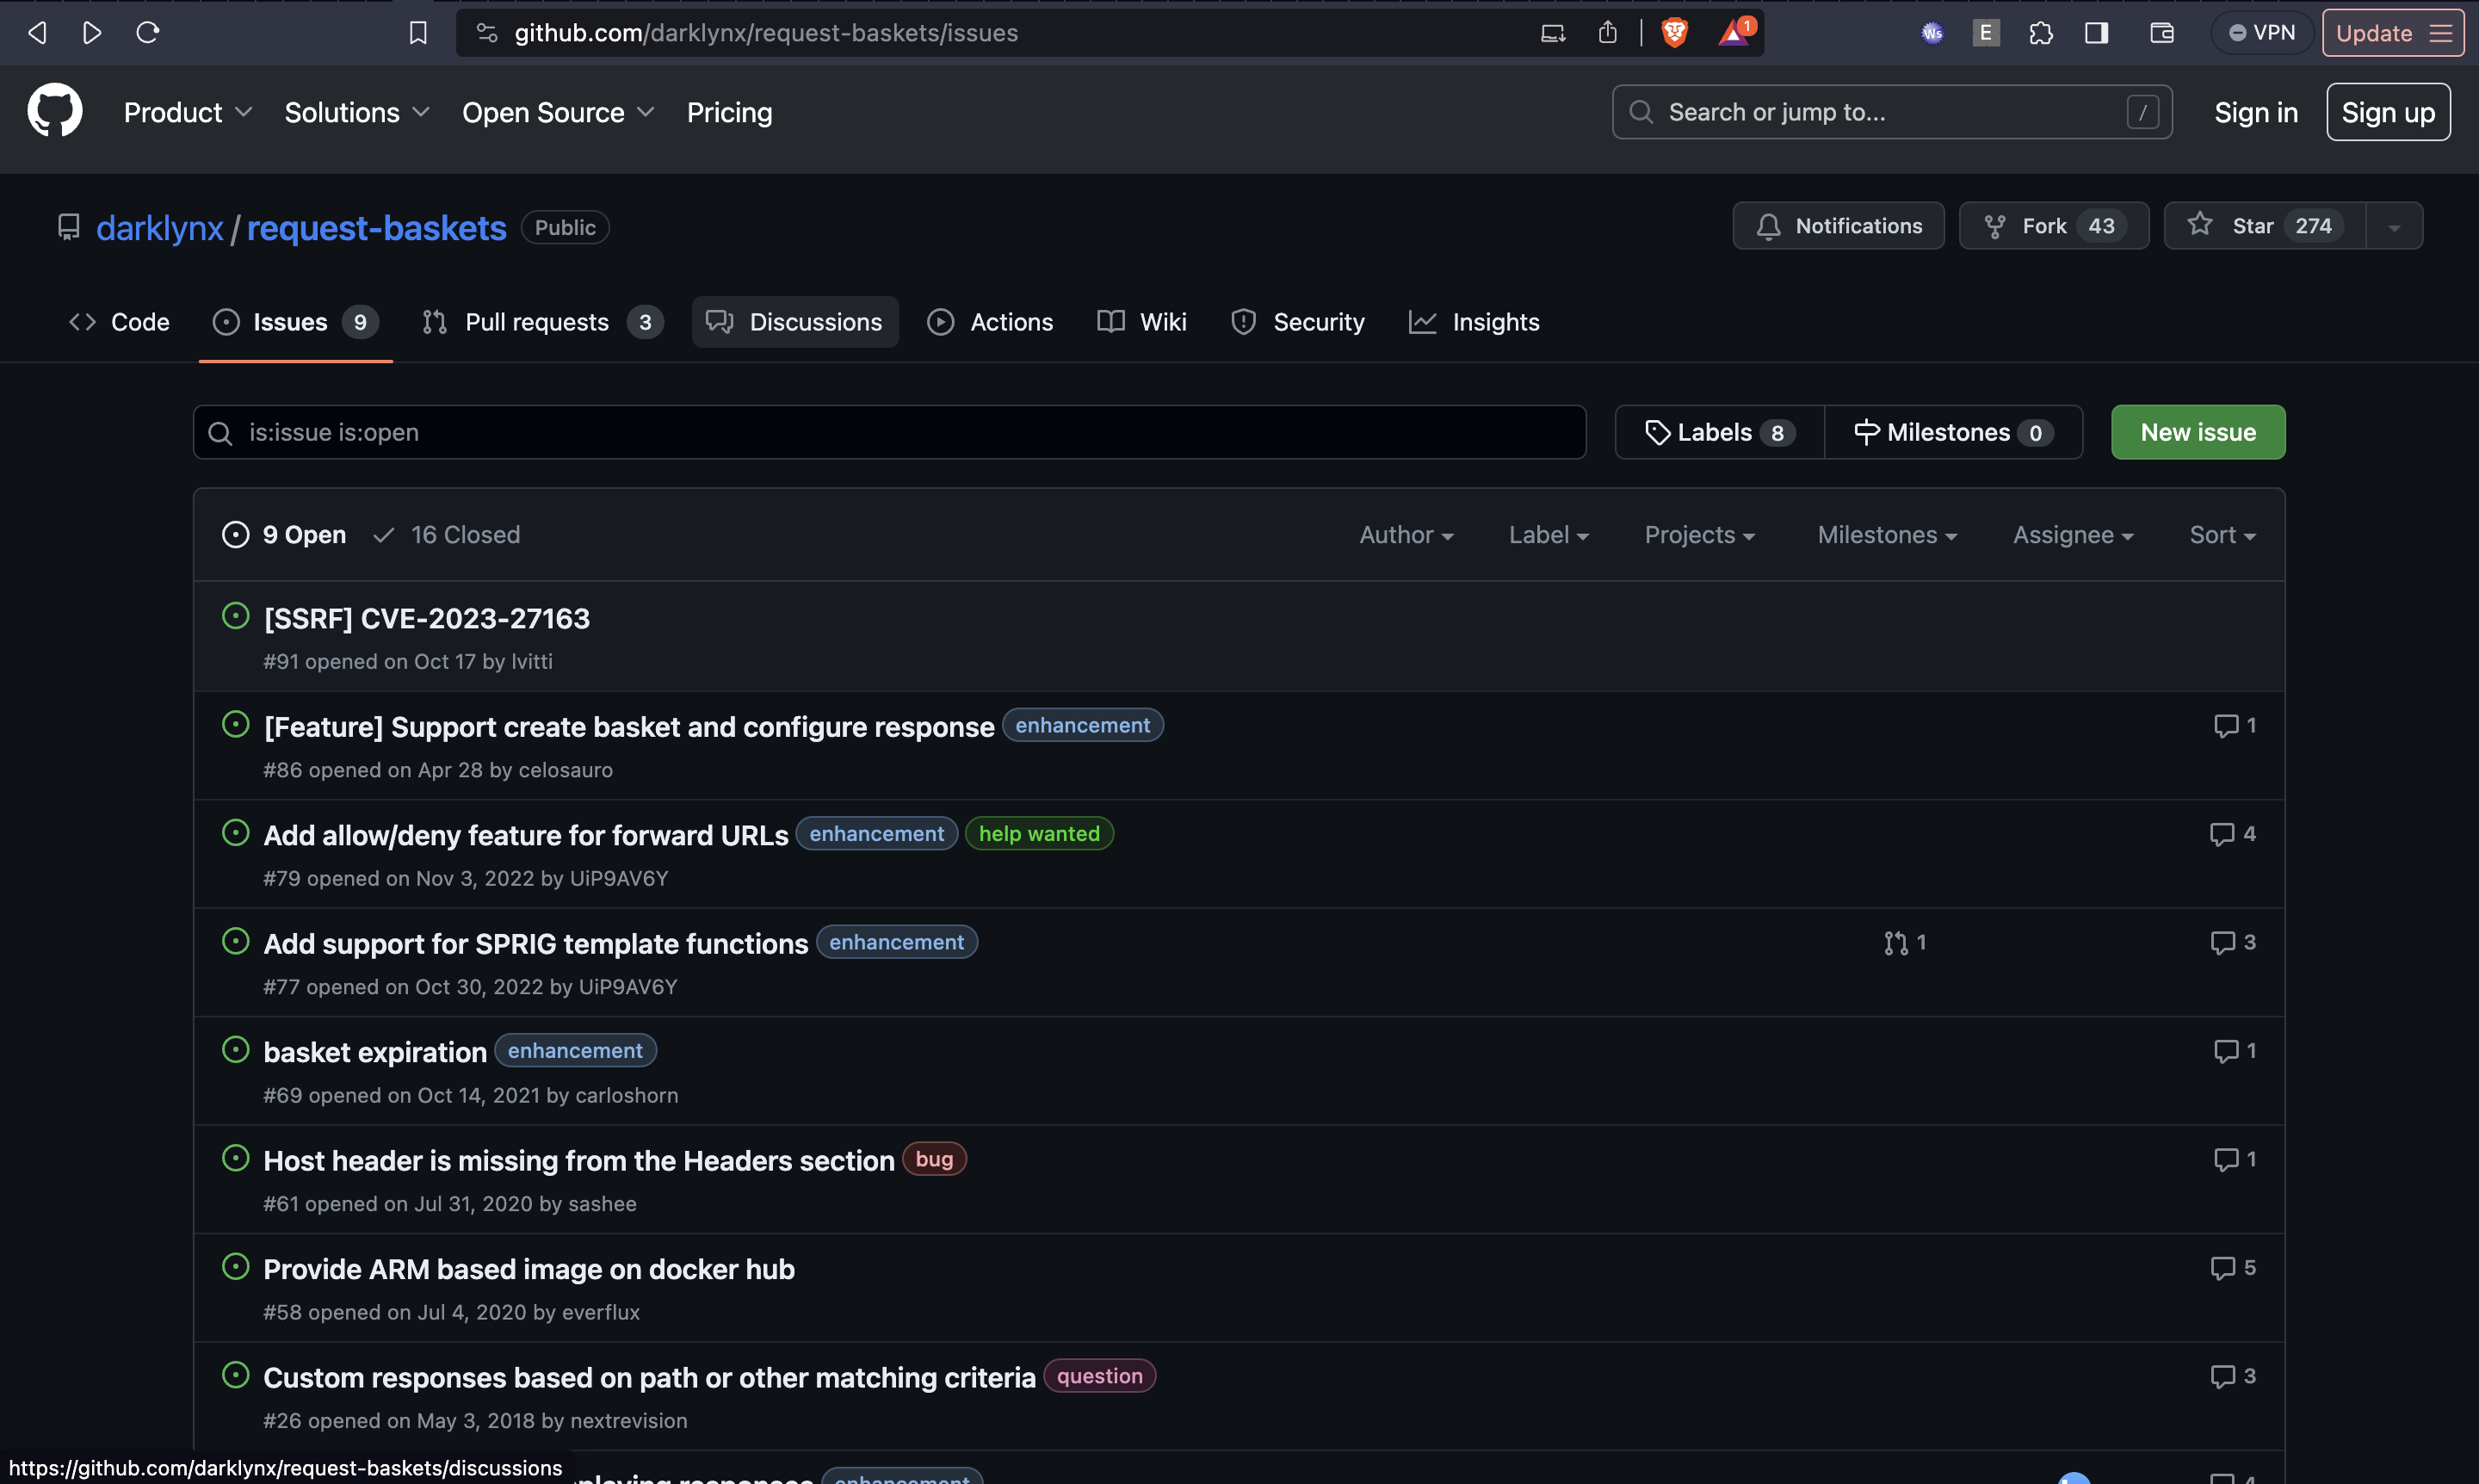 github.com/darklynx/request-baskets/issues
1
Ws
E
VPN
Update
Product
Solutions
Open Source
Pricing
Search or jump to...
/
Sign in
Sign up
darklynx / request-baskets
Public
Notifications
Fork 43
Star 274
Code
Issues 9
Pull requests 3
Discussions
Actions
Wiki
Security
Insights
is:issue is:open
Labels 8
Milestones 0
New issue
9 Open
16 Closed
Author
Label
Projects
Milestones
Assignee
Sort
[SSRF] CVE-2023-27163
#91 opened on Oct 17 by lvitti
[Feature] Support create basket and configure response enhancement
1
#86 opened on Apr 28 by celosauro
Add allow/deny feature for forward URLs enhancement help wanted
4
#79 opened on Nov 3, 2022 by UiP9AV6Y
Add support for SPRIG template functions enhancement
1
3
#77 opened on Oct 30, 2022 by UiP9AV6Y
basket expiration enhancement
1
#69 opened on Oct 14, 2021 by carloshorn
Host header is missing from the Headers section bug
1
#61 opened on Jul 31, 2020 by sashee
Provide ARM based image on docker hub
5
#58 opened on Jul 4, 2020 by everflux
Custom responses based on path or other matching criteria question
3
#26 opened on May 3, 2018 by nextrevision
responses enhancement
4
https://github.com/darklynx/request-baskets/discussions